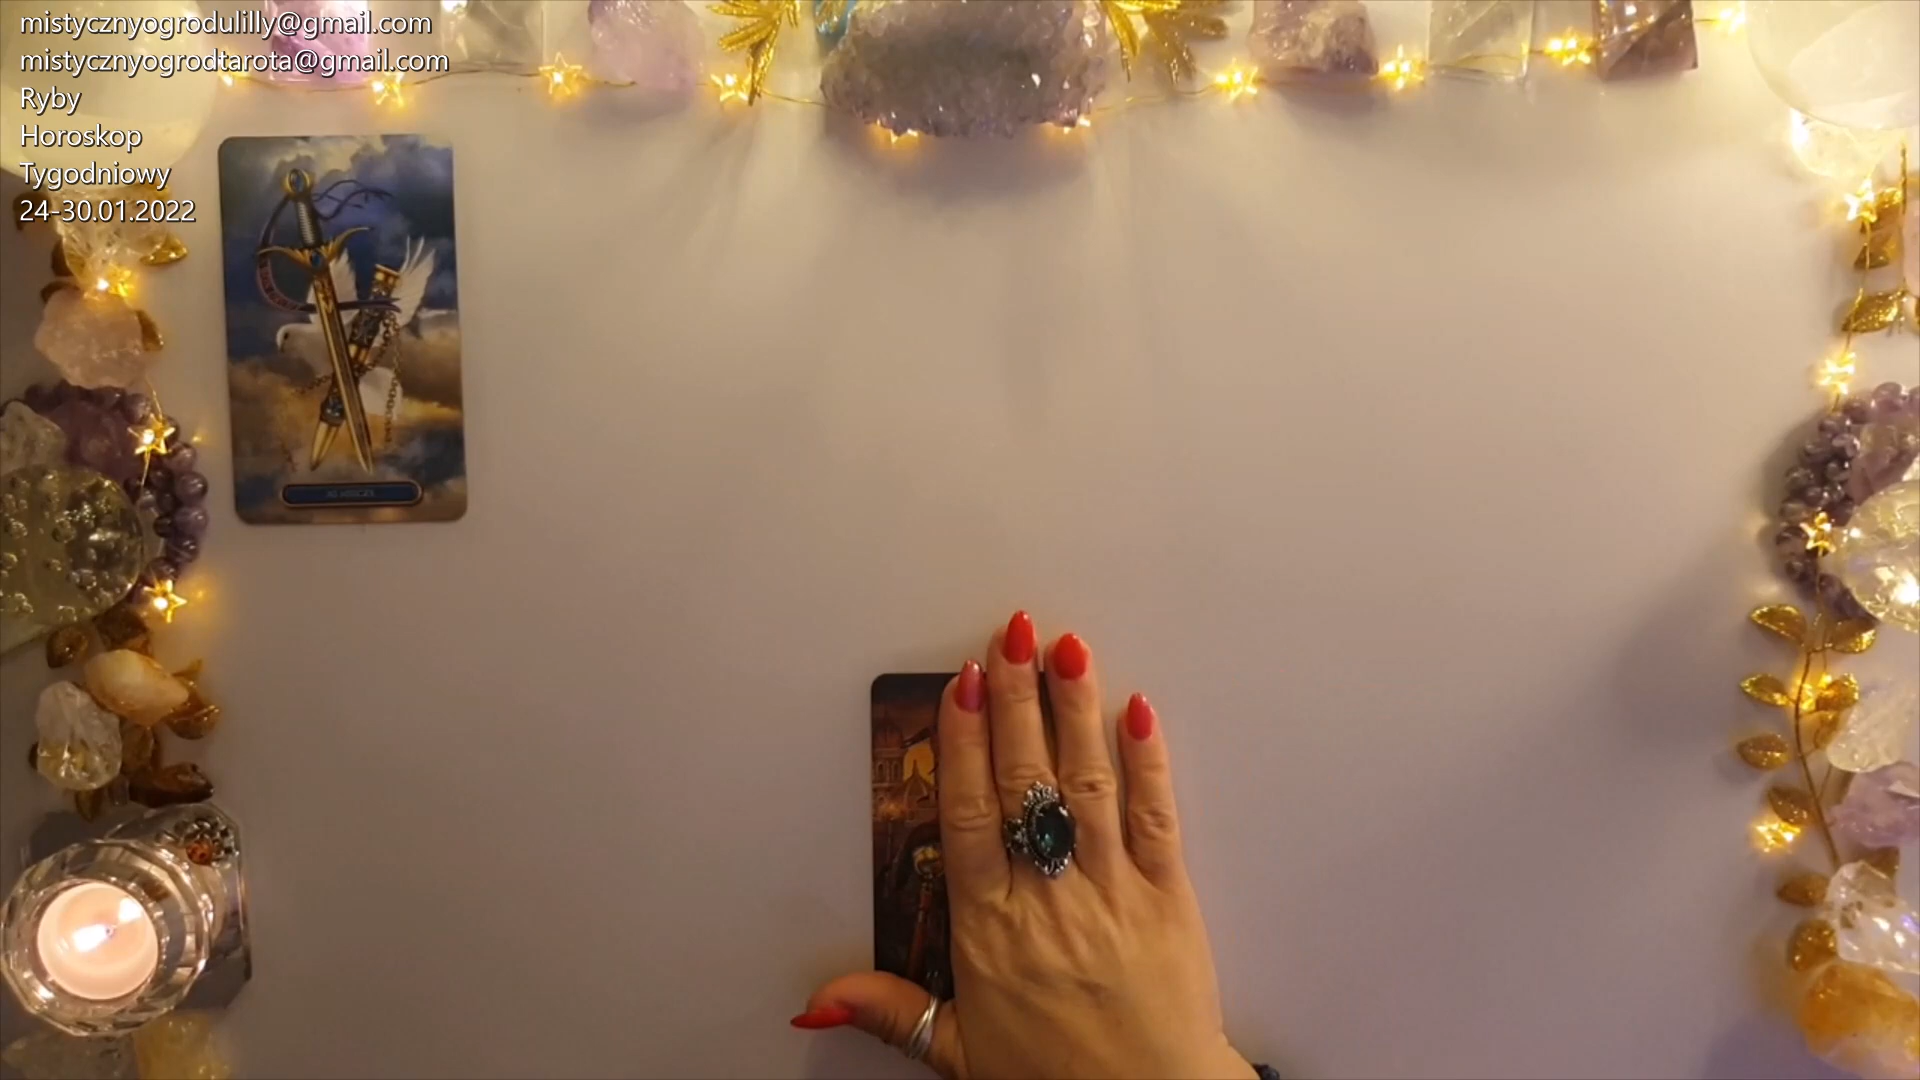 mistycznyogrodulilly@gmail.com
mistycznyogrodtarota@gmail.com
Ryby
Horoskop
Tygodniowy
24-30.01.2022